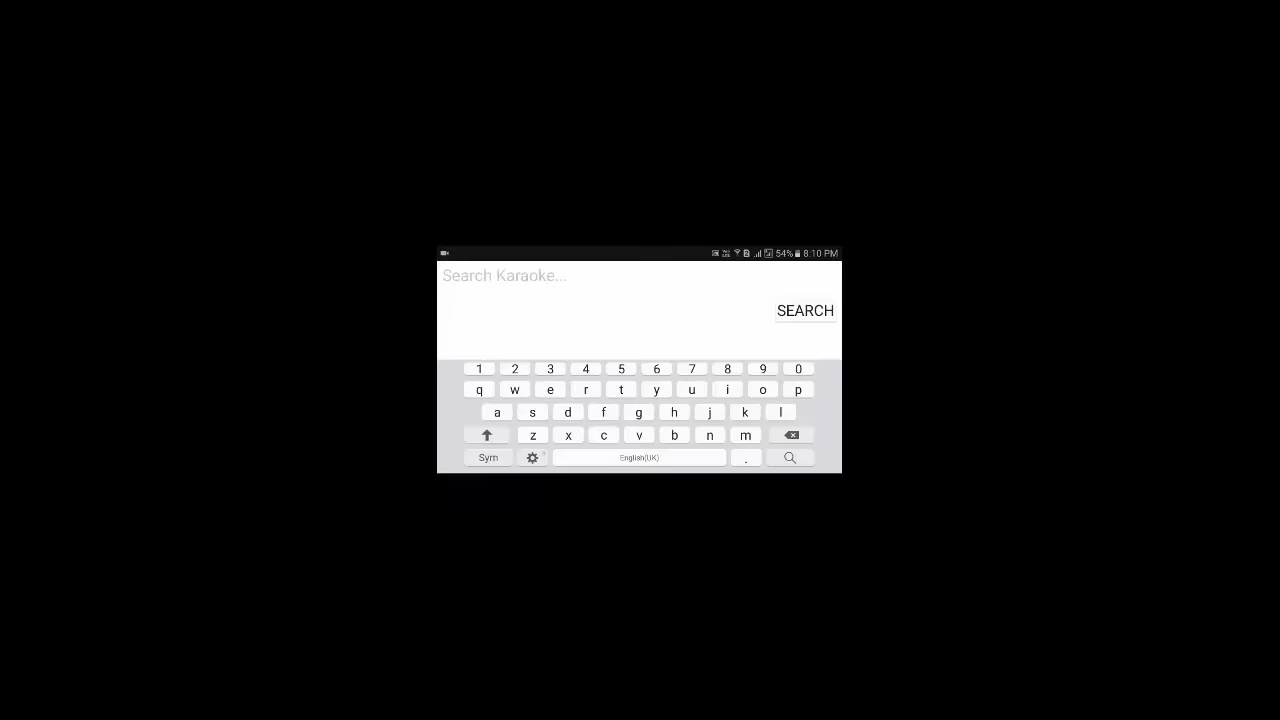 54% 8:10 PM
Search Karaoke...
SEARCH
1 2 3 4 5 6 7 8 9 0
q w e r t y u i o p
a s d f g h j k l
z x c v b n m
Sym English(UK) .